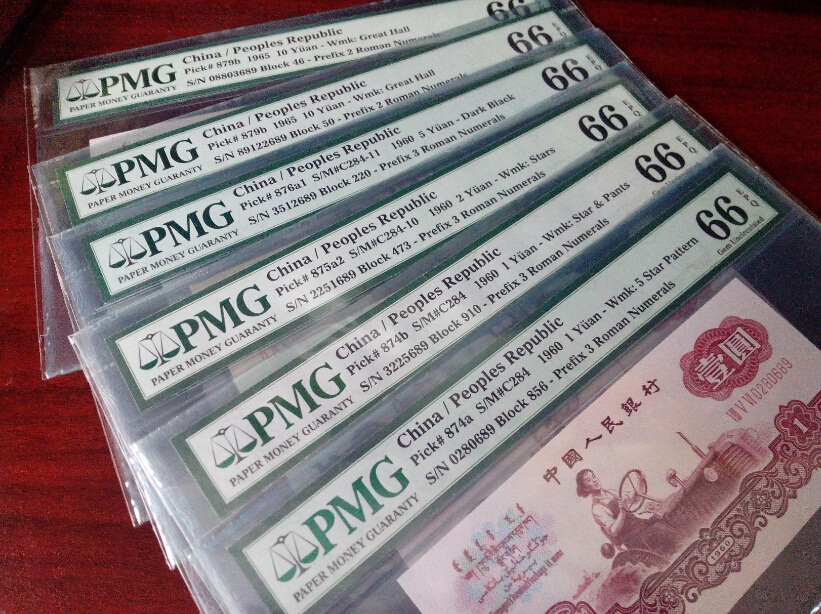 PMG
PAPER MONEY GUARANTY
China / Peoples Republic
Pick# 879b 1965 10 Yüan - Wmk: Great Hall
S/N 08803689 Block 46 - Prefix 2 Roman Numerals
66
PMG
PAPER MONEY GUARANTY
China / Peoples Republic
Pick# 879b 1965 10 Yüan - Wmk: Great Hall
S/N 89122689 Block 50 - Prefix 2 Roman Numerals
66
EPQ
PMG
PAPER MONEY GUARANTY
China / Peoples Republic
Pick# 876a1 S/M#C284-11 1960 5 Yüan - Dark Black
S/N 3512689 Block 220 - Prefix 3 Roman Numerals
66
EPQ
PMG
PAPER MONEY GUARANTY
China / Peoples Republic
Pick# 875a2 S/M#C284-10 1960 2 Yüan - Wmk: Stars
S/N 2251689 Block 473 - Prefix 3 Roman Numerals
66
EPQ
PMG
PAPER MONEY GUARANTY
China / Peoples Republic
Pick# 874b S/M#C284 1960 1 Yüan - Wmk: Star & Pants
S/N 3225689 Block 910 - Prefix 3 Roman Numerals
66
EPQ
Gem Uncirculated
PMG
PAPER MONEY GUARANTY
China / Peoples Republic
Pick# 874a S/M#C284 1960 1 Yüan - Wmk: 5 Star Pattern
S/N 0280689 Block 856 - Prefix 3 Roman Numerals
66
EPQ
Gem Uncirculated
壹圓
0280689
中國人民銀行
1
1960